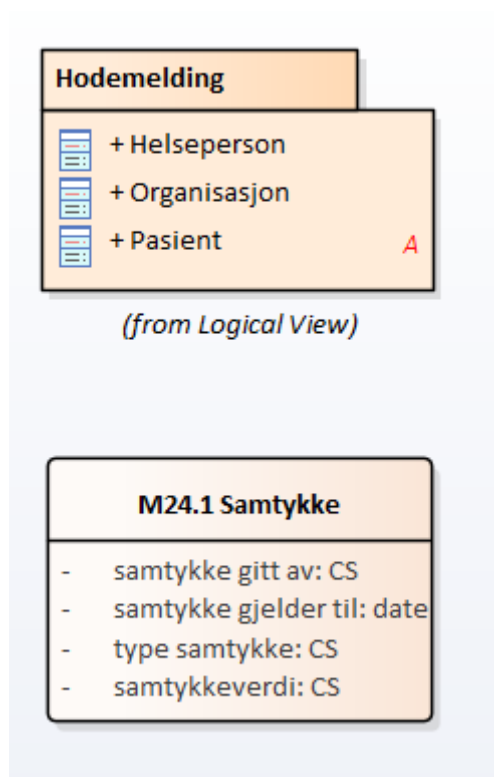 Hodemelding
+ Helseperson
+ Organisasjon
+ Pasient
A
(from Logical View)
M24.1 Samtykke
- samtykke gitt av: CS
- samtykke gjelder til: date
- type samtykke: CS
- samtykkeverdi: CS